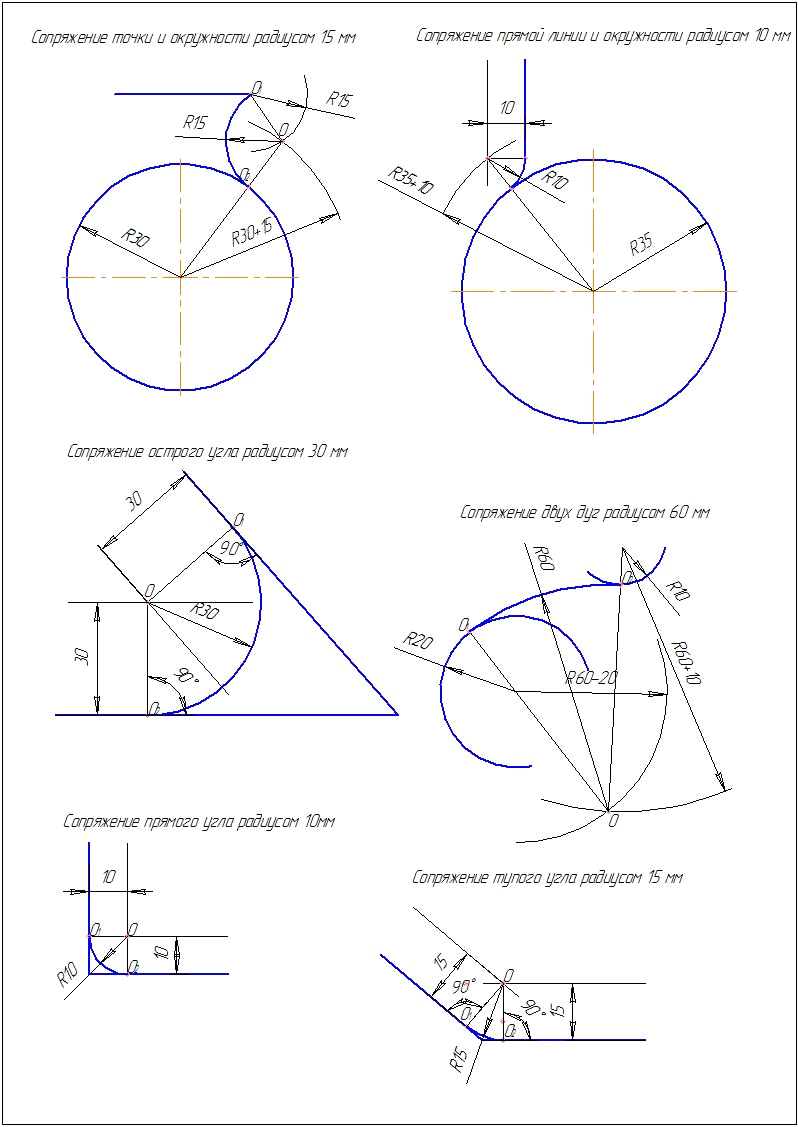 Сопряжение точки и окружности радиусом 15 мм
O₁
R15
R15
O
O₂
R30
R30+15
Сопряжение прямой линии и окружности радиусом 10 мм
10
R35+10
R10
R35
Сопряжение острого угла радиусом 30 мм
30
O₁
90°
O
R30
30
90°
O₂
Сопряжение двух дуг радиусом 60 мм
R60
O₂
R10
O₁
R20
R60-20
R60+10
O
Сопряжение прямого угла радиусом 10мм
10
O₁
O
10
R10
O₂
Сопряжение тупого угла радиусом 15 мм
15
O
90°
90°
15
O₁
O₂
R15